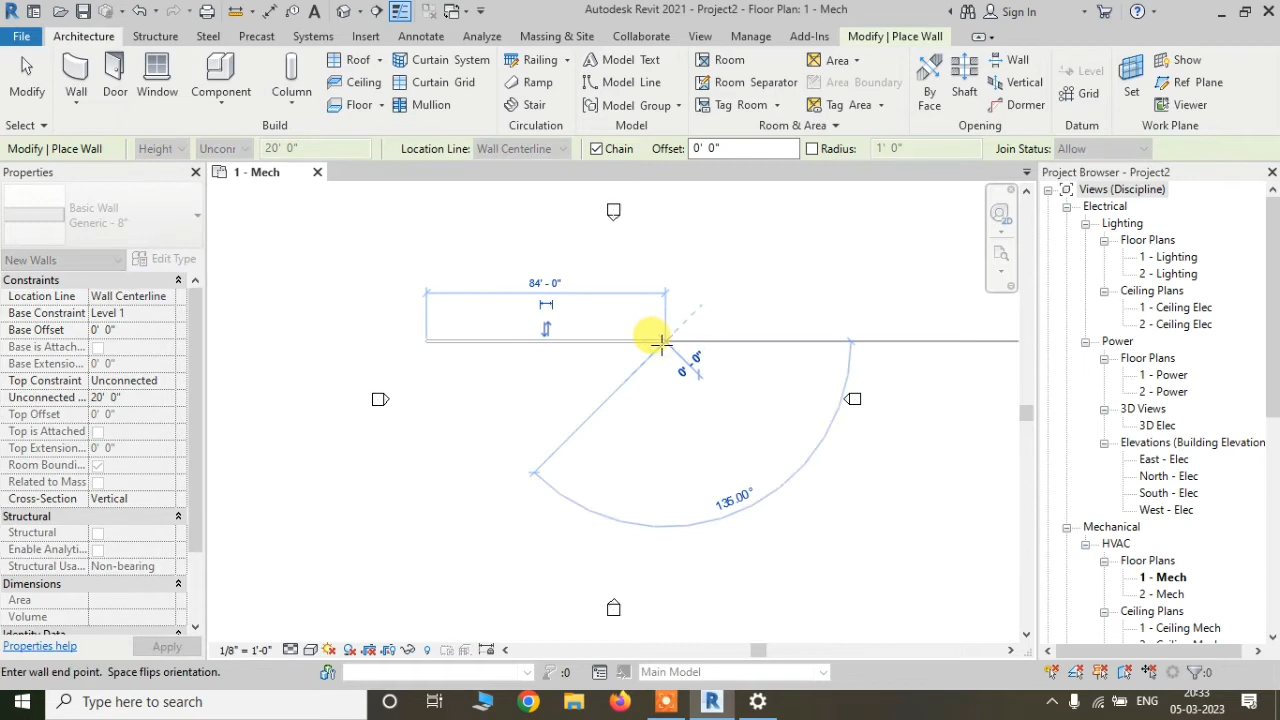 Autodesk Revit 2021 - Project2 - Floor Plan: 1 - Mech
Sign In
File Architecture Structure Steel Precast Systems Insert Annotate Analyze Massing & Site Collaborate View Manage Add-Ins Modify | Place Wall
Modify Wall Door Window Component Column
Roof
Ceiling
Floor
Curtain System
Curtain Grid
Mullion
Railing
Ramp
Stair
Model Text
Model Line
Model Group
Room
Room Separator
Tag Room
Area
Area Boundary
Tag Area
By Face
Shaft
Wall
Vertical
Dormer
Level
Grid
Set
Show
Ref Plane
Viewer
Select Build Circulation Model Room & Area Opening Datum Work Plane
Modify | Place Wall Height Unconr 20' 0" Location Line: Wall Centerline Chain Offset: 0' 0" Radius: 1' 0" Join Status: Allow
Properties
Basic Wall
Generic - 8"
New Walls Edit Type
Constraints
Location Line Wall Centerline
Base Constraint Level 1
Base Offset 0' 0"
Base is Attach...
Base Extensio... 0' 0"
Top Constraint Unconnected
Unconnected ... 20' 0"
Top Offset 0' 0"
Top is Attached
Top Extension... 0' 0"
Room Boundi...
Related to Mass
Cross-Section Vertical
Structural
Structural
Enable Analyti...
Structural Usa... Non-bearing
Dimensions
Area
Volume
Identity Data
Properties help Apply
1 - Mech
2D
84' - 0"
0' - 0"
135.00°
Project Browser - Project2
Views (Discipline)
Electrical
Lighting
Floor Plans
1 - Lighting
2 - Lighting
Ceiling Plans
1 - Ceiling Elec
2 - Ceiling Elec
Power
Floor Plans
1 - Power
2 - Power
3D Views
3D Elec
Elevations (Building Elevation
East - Elec
North - Elec
South - Elec
West - Elec
Mechanical
HVAC
Floor Plans
1 - Mech
2 - Mech
Ceiling Plans
1 - Ceiling Mech
1/8" = 1'-0"
Enter wall end point. Space flips orientation. :0 Main Model :0
Type here to search
ENG
20:33
05-03-2023